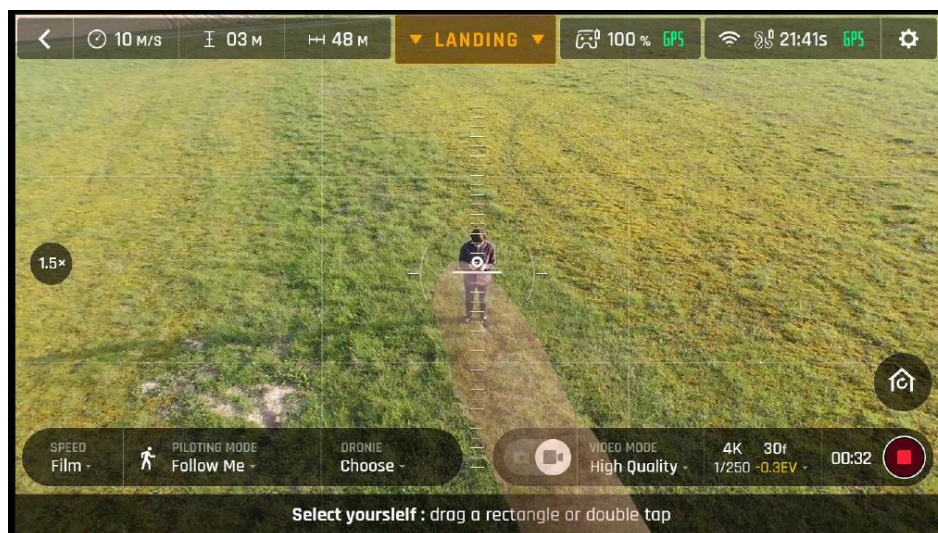 10 M/S
03 M
48 M
LANDING
100 % GPS
21:41s GPS
1.5×
SPEED
Film
PILOTING MODE
Follow Me
DRONIE
Choose
VIDEO MODE
High Quality
4K 30f
1/250 -0.3EV
00:32
Select yourslelf : drag a rectangle or double tap